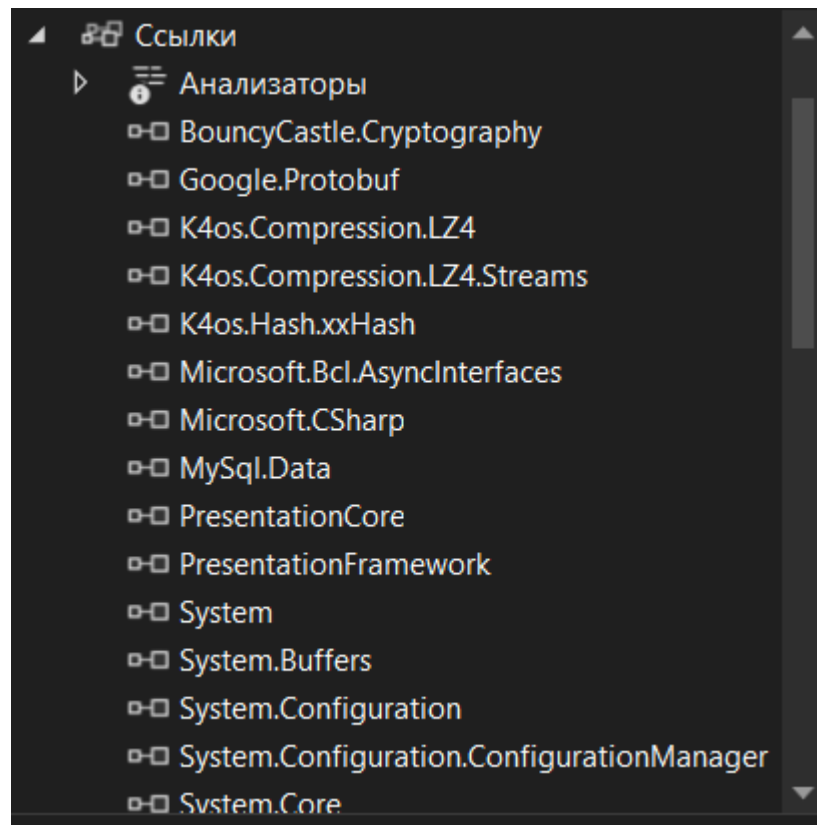 Ссылки
Анализаторы
BouncyCastle.Cryptography
Google.Protobuf
K4os.Compression.LZ4
K4os.Compression.LZ4.Streams
K4os.Hash.xxHash
Microsoft.Bcl.AsyncInterfaces
Microsoft.CSharp
MySql.Data
PresentationCore
PresentationFramework
System
System.Buffers
System.Configuration
System.Configuration.ConfigurationManager
System.Core